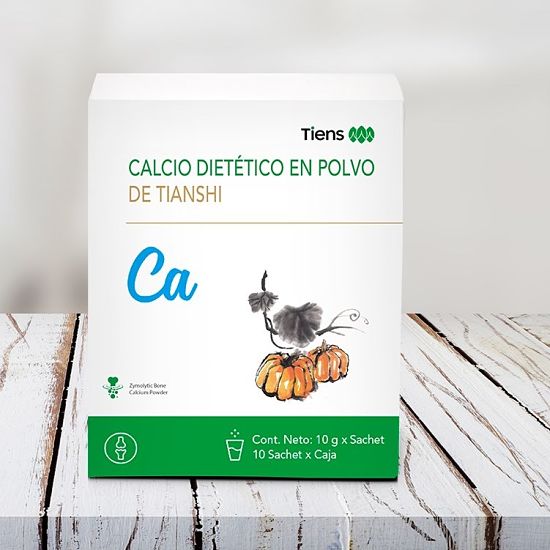 Tiens
CALCIO DIETÉTICO EN POLVO
DE TIANSHI
Ca
Zymolytic Bone
Calcium Powder
Cont. Neto: 10 g x Sachet
10 Sachet x Caja